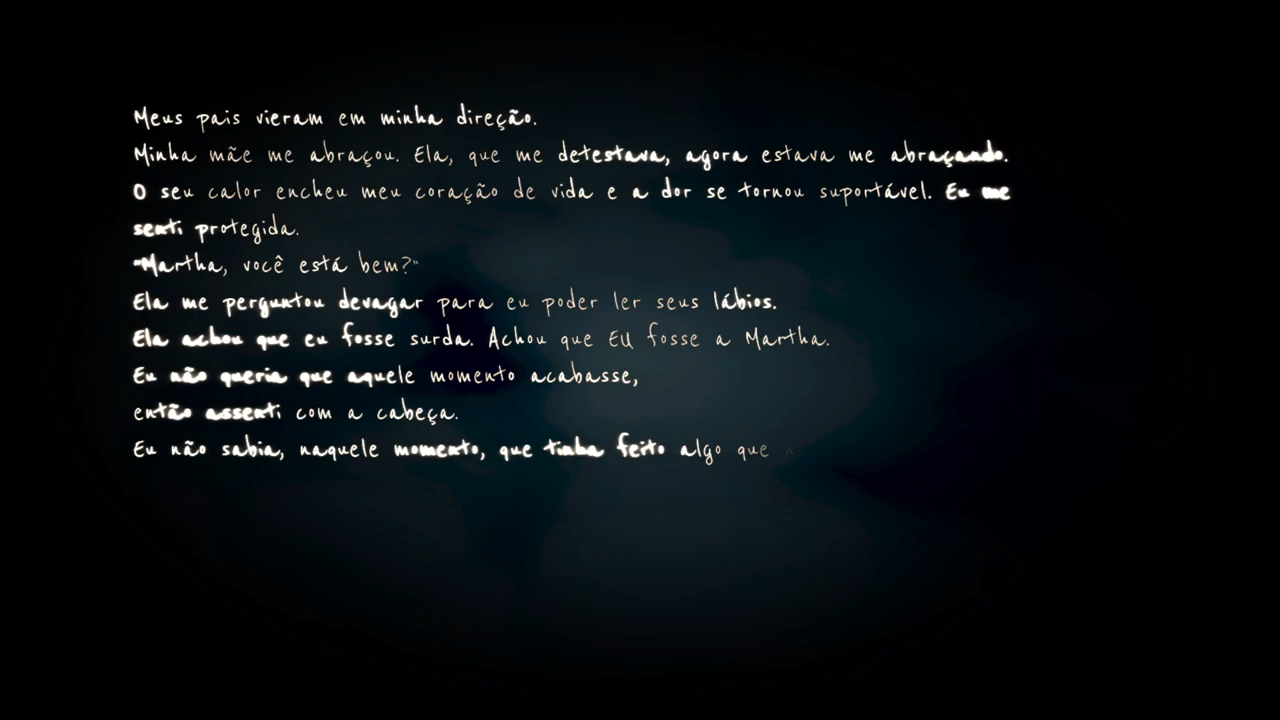 Meus pais vieram em minha direção.
Minha mãe me abraçou. Ela, que me detestava, agora estava me abraçando.
O seu calor encheu meu coração de vida e a dor se tornou suportável. Eu me
senti protegida.
"Martha, você está bem?"
Ela me perguntou devagar para eu poder ler seus lábios.
Ela achou que eu fosse surda. Achou que EU fosse a Martha.
Eu não queria que aquele momento acabasse,
então assenti com a cabeça.
Eu não sabia, naquele momento, que tinha feito algo que